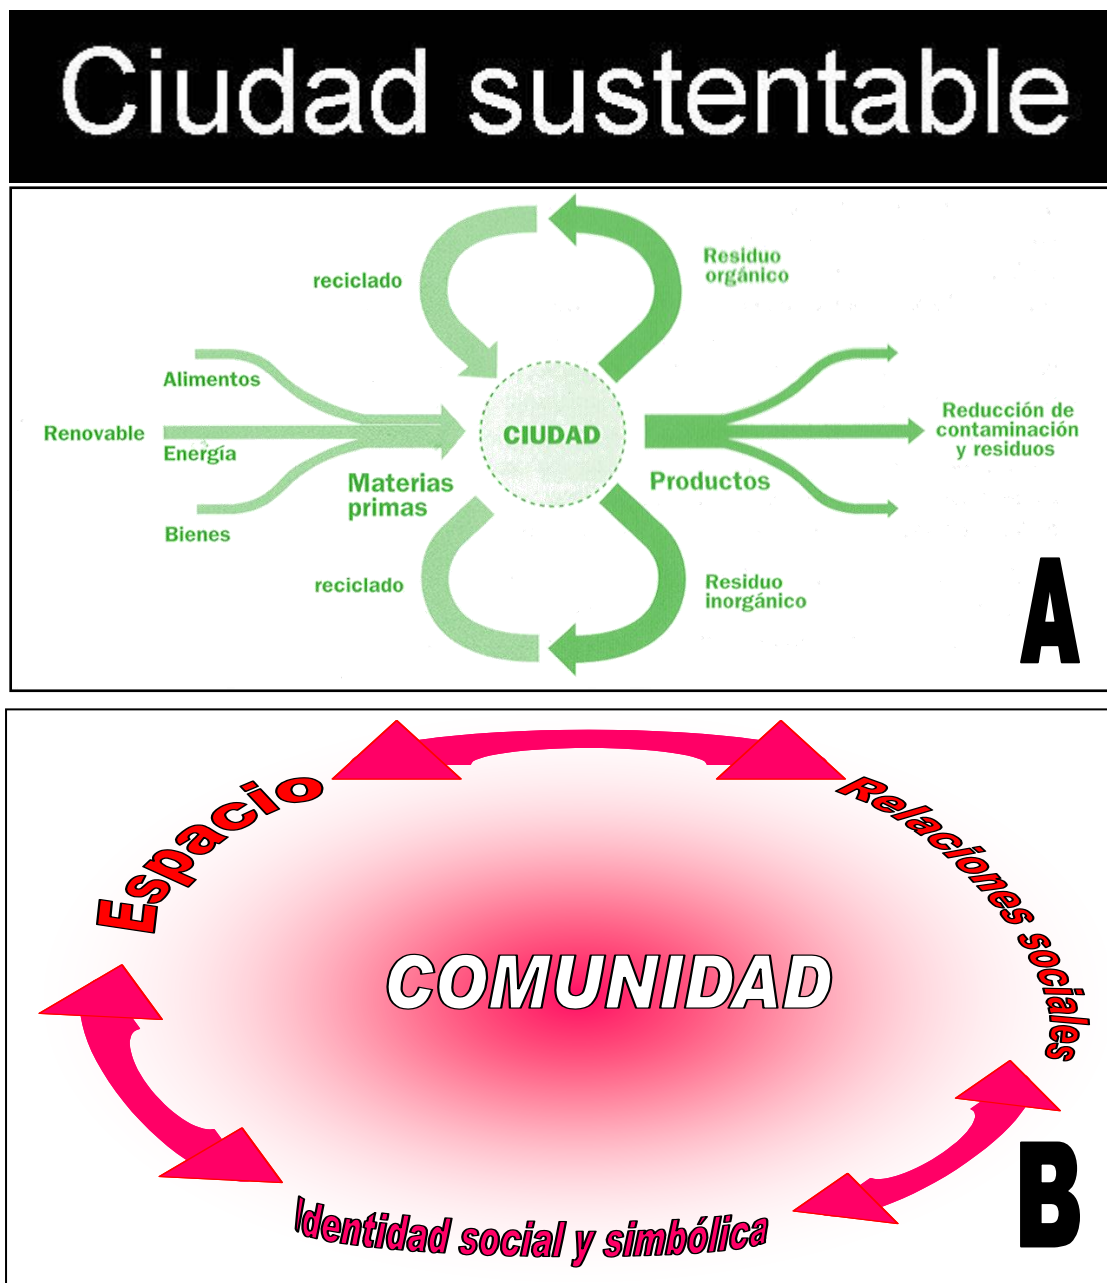 Ciudad sustentable
reciclado
Residuo
orgánico
Alimentos
Renovable
Energía
Bienes
Materias
primas
CIUDAD
Productos
Reducción de
contaminación
y residuos
reciclado
Residuo
inorgánico
A
Espacio
Relaciones sociales
COMUNIDAD
Identidad social y simbólica
B